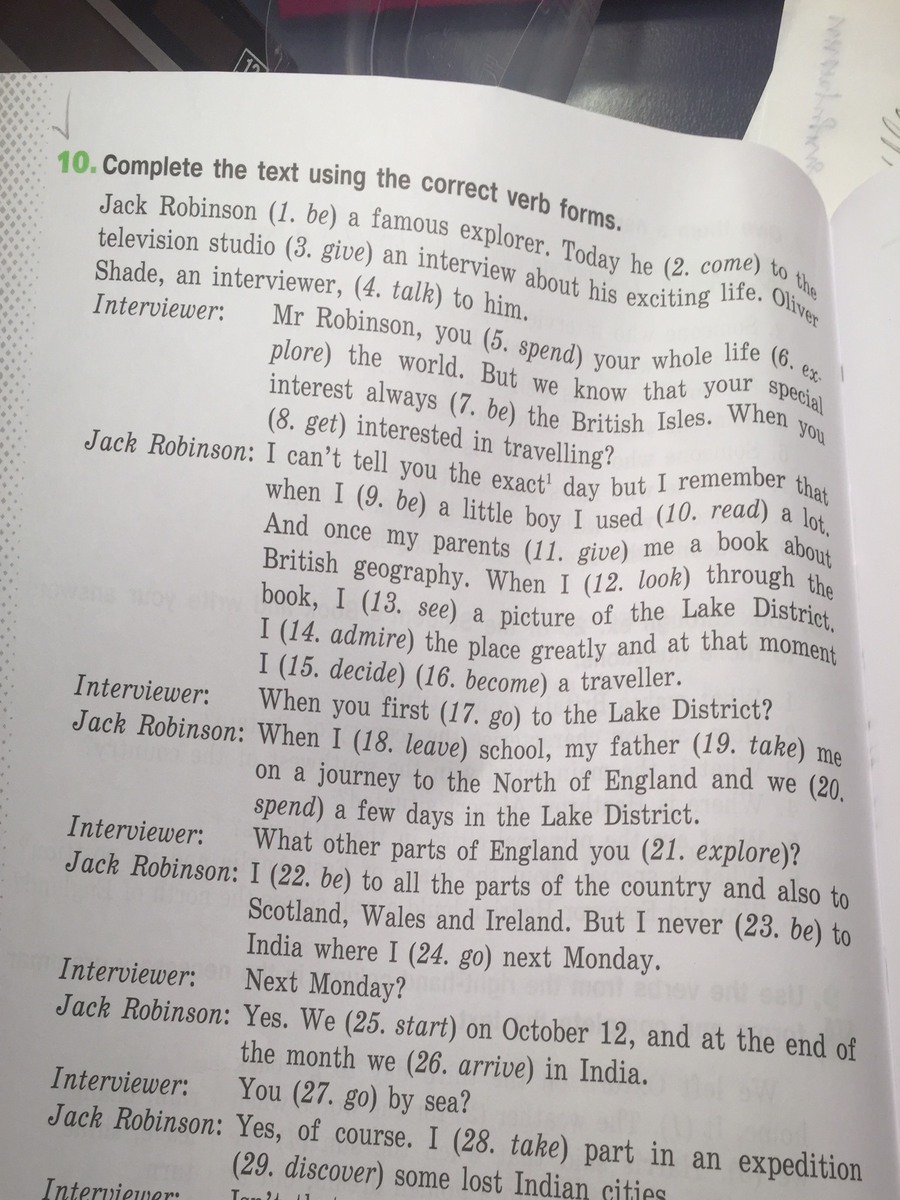 10. Complete the text using the correct verb forms.
Jack Robinson (1. be) a famous explorer. Today he (2. come) to the
television studio (3. give) an interview about his exciting life. Oliver
Shade, an interviewer, (4. talk) to him.
Interviewer: Mr Robinson, you (5. spend) your whole life (6. ex-
plore) the world. But we know that your special
interest always (7. be) the British Isles. When you
(8. get) interested in travelling?
Jack Robinson: I can't tell you the exact¹ day but I remember that
when I (9. be) a little boy I used (10. read) a lot.
And once my parents (11. give) me a book about
British geography. When I (12. look) through the
book, I (13. see) a picture of the Lake District.
I (14. admire) the place greatly and at that moment
I (15. decide) (16. become) a traveller.
Interviewer: When you first (17. go) to the Lake District?
Jack Robinson: When I (18. leave) school, my father (19. take) me
on a journey to the North of England and we (20.
spend) a few days in the Lake District.
Interviewer: What other parts of England you (21. explore)?
Jack Robinson: I (22. be) to all the parts of the country and also to
Scotland, Wales and Ireland. But I never (23. be) to
India where I (24. go) next Monday.
Interviewer: Next Monday?
Jack Robinson: Yes. We (25. start) on October 12, and at the end of
the month we (26. arrive) in India.
Interviewer: You (27. go) by sea?
Jack Robinson: Yes, of course. I (28. take) part in an expedition
(29. discover) some lost Indian cities.
Interviewer: